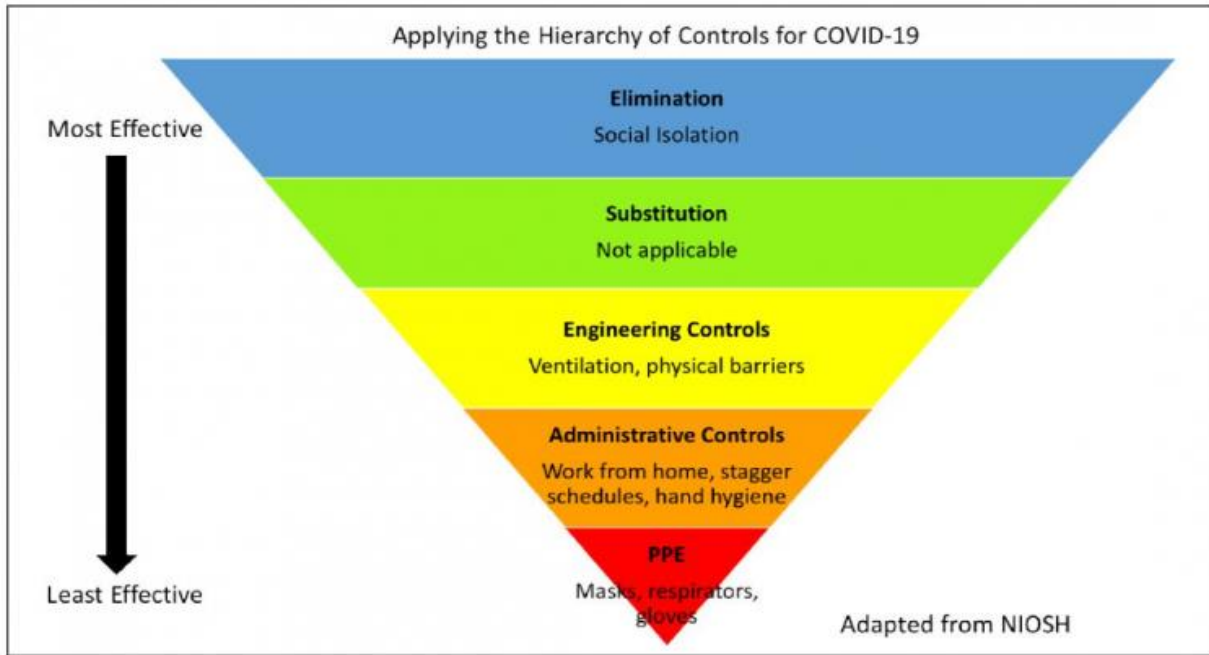 Applying the Hierarchy of Controls for COVID-19
Most Effective
Elimination
Social Isolation
Substitution
Not applicable
Engineering Controls
Ventilation, physical barriers
Administrative Controls
Work from home, stagger
schedules, hand hygiene
PPE
Masks, respirators,
gloves
Least Effective
Adapted from NIOSH